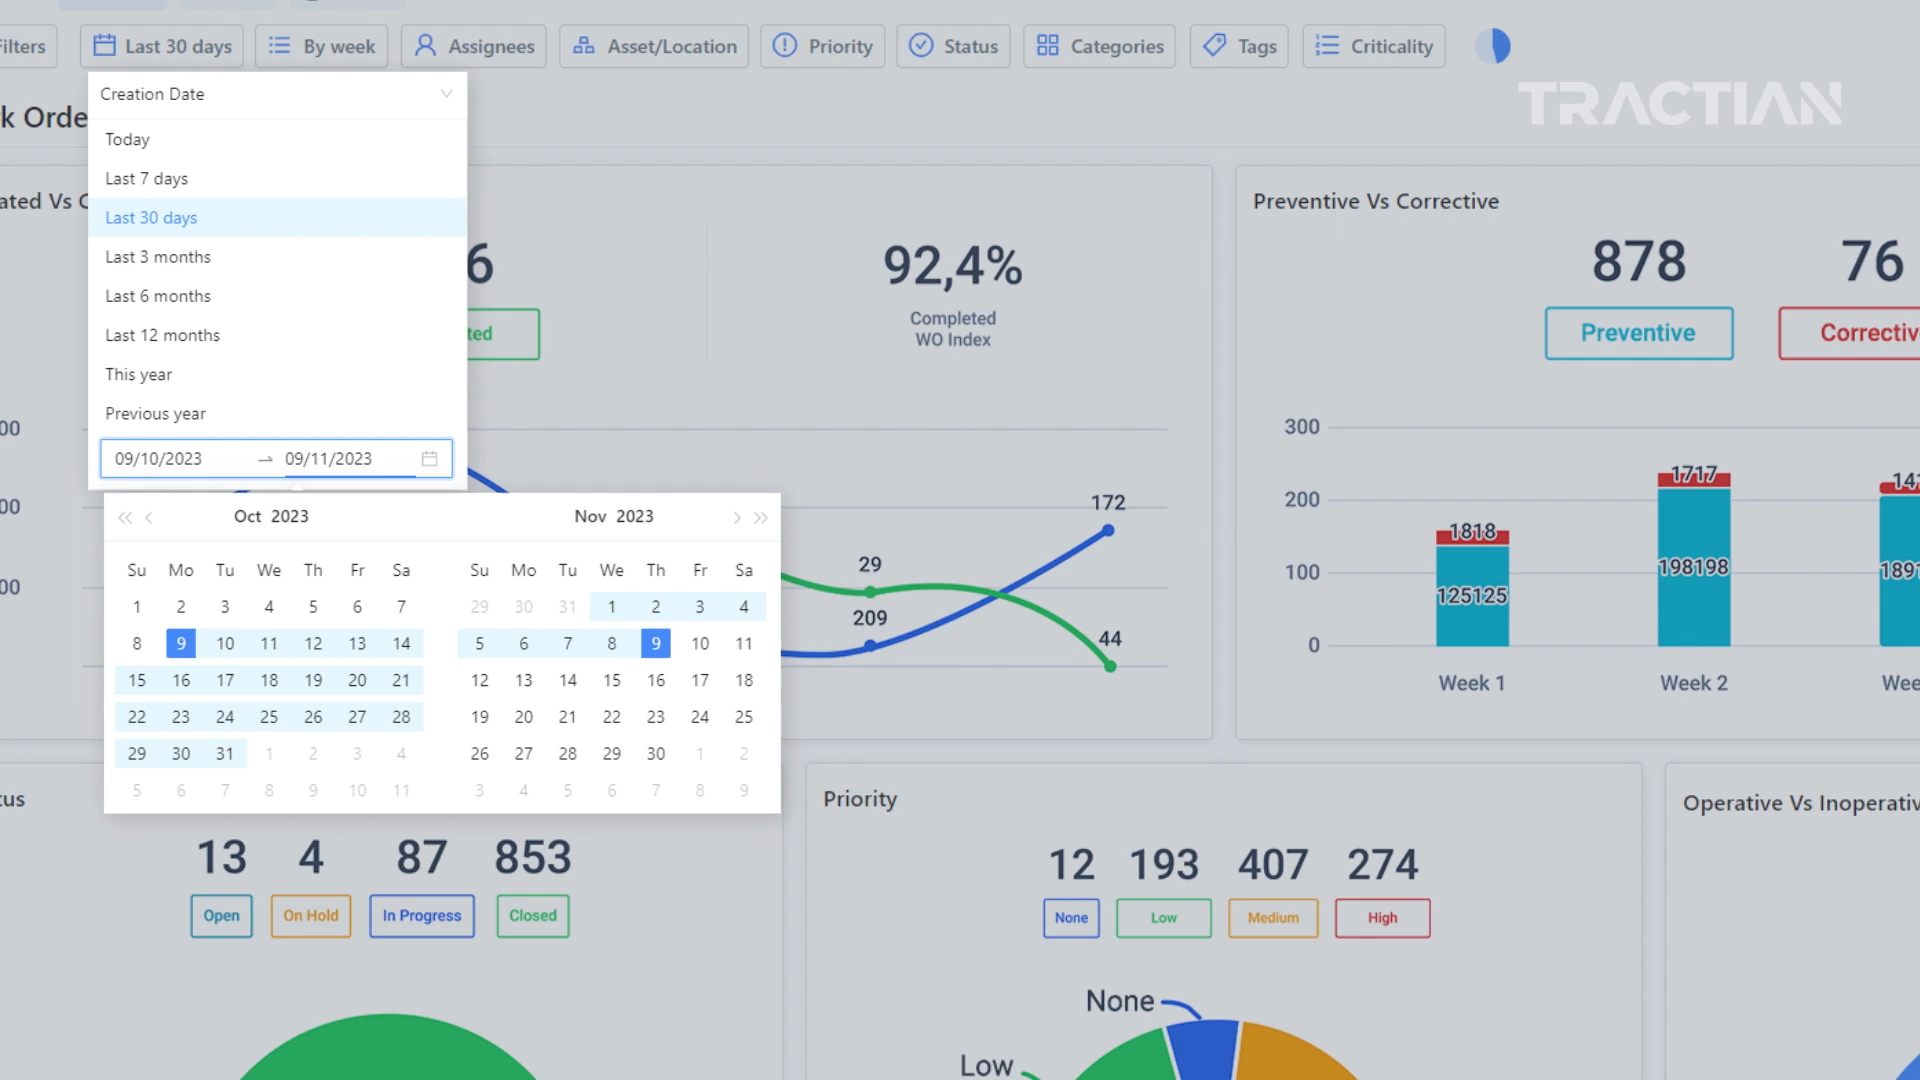 ilters
Last 30 days
By week
Assignees
Asset/Location
Priority
Status
Categories
Tags
Criticality
TRACTIAN
k Orde
Creation Date
Today
Last 7 days
Last 30 days
Last 3 months
Last 6 months
Last 12 months
This year
Previous year
09/10/2023 → 09/11/2023
ated Vs C
6
ted
92,4%
Completed
WO Index
00
00
00
29
209
172
44
Oct 2023
Su Mo Tu We Th Fr Sa
1 2 3 4 5 6 7
8 9 10 11 12 13 14
15 16 17 18 19 20 21
22 23 24 25 26 27 28
29 30 31 1 2 3 4
5 6 7 8 9 10 11
Nov 2023
Su Mo Tu We Th Fr Sa
29 30 31 1 2 3 4
5 6 7 8 9 10 11
12 13 14 15 16 17 18
19 20 21 22 23 24 25
26 27 28 29 30 1 2
3 4 5 6 7 8 9
Preventive Vs Corrective
878 76
Preventive Correctiv
300
200
100
0
1818
125125
1717
198198
141
1891
Week 1 Week 2 Wee
tus
13 4 87 853
Open On Hold In Progress Closed
Priority
12 193 407 274
None Low Medium High
None
Low
Operative Vs Inoperativ